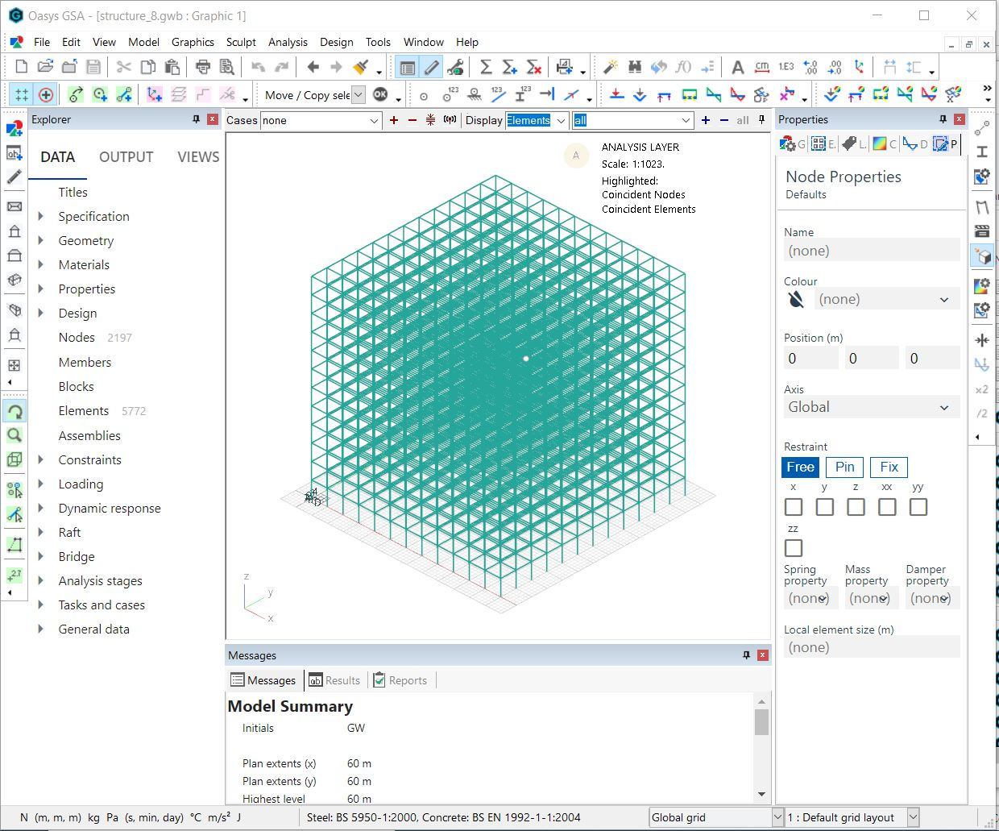 Oasys GSA - [structure_8.gwb : Graphic 1]
File Edit View Model Graphics Sculpt Analysis Design Tools Window Help
Move / Copy sele OK
Explorer
Cases none Display Elements all all
Properties
DATA OUTPUT VIEWS
Titles
Specification
Geometry
Materials
Properties
Design
Nodes 2197
Members
Blocks
Elements 5772
Assemblies
Constraints
Loading
Dynamic response
Raft
Bridge
Analysis stages
Tasks and cases
General data
A
ANALYSIS LAYER
Scale: 1:1023.
Highlighted:
Coincident Nodes
Coincident Elements
z
y
x
G E. L. C D P
Node Properties
Defaults
Name
(none)
Colour
(none)
Position (m)
0 0 0
Axis
Global
Restraint
Free Pin Fix
x y z xx yy
zz
Spring property
Mass property
Damper property
(none) (none) (none)
Local element size (m)
(none)
x2
/2
Messages
Messages Results Reports
Model Summary
Initials GW
Plan extents (x) 60 m
Plan extents (y) 60 m
Highest level 60 m
N (m, m, m) kg Pa (s, min, day) °C m/s² J
Steel: BS 5950-1:2000, Concrete: BS EN 1992-1-1:2004
Global grid
1 : Default grid layout